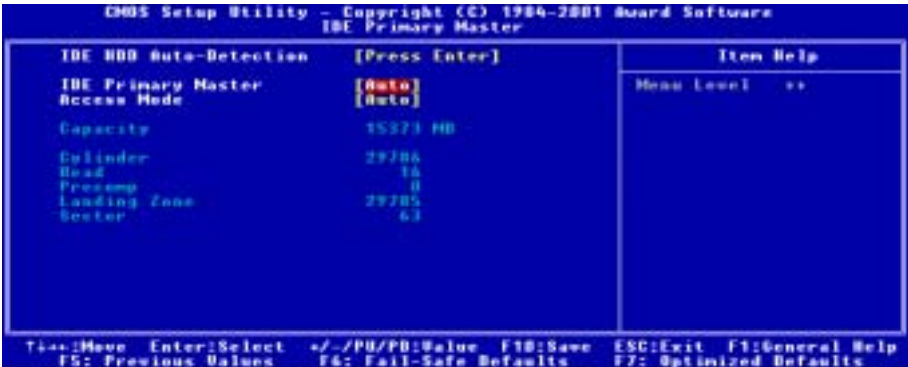 CMOS Setup Utility - Copyright (C) 1984-2001 Award Software
IDE Primary Master
IDE HDD Auto-Detection [Press Enter] Item Help
IDE Primary Master [Auto] Menu Level ▸▸
Access Mode [Auto]
Capacity 15373 MB
Cylinder 29786
Head 16
Precomp 0
Landing Zone 29785
Sector 63
↑↓→←:Move Enter:Select +/-/PU/PD:Value F10:Save ESC:Exit F1:General Help
F5: Previous Values F6: Fail-Safe Defaults F7: Optimized Defaults